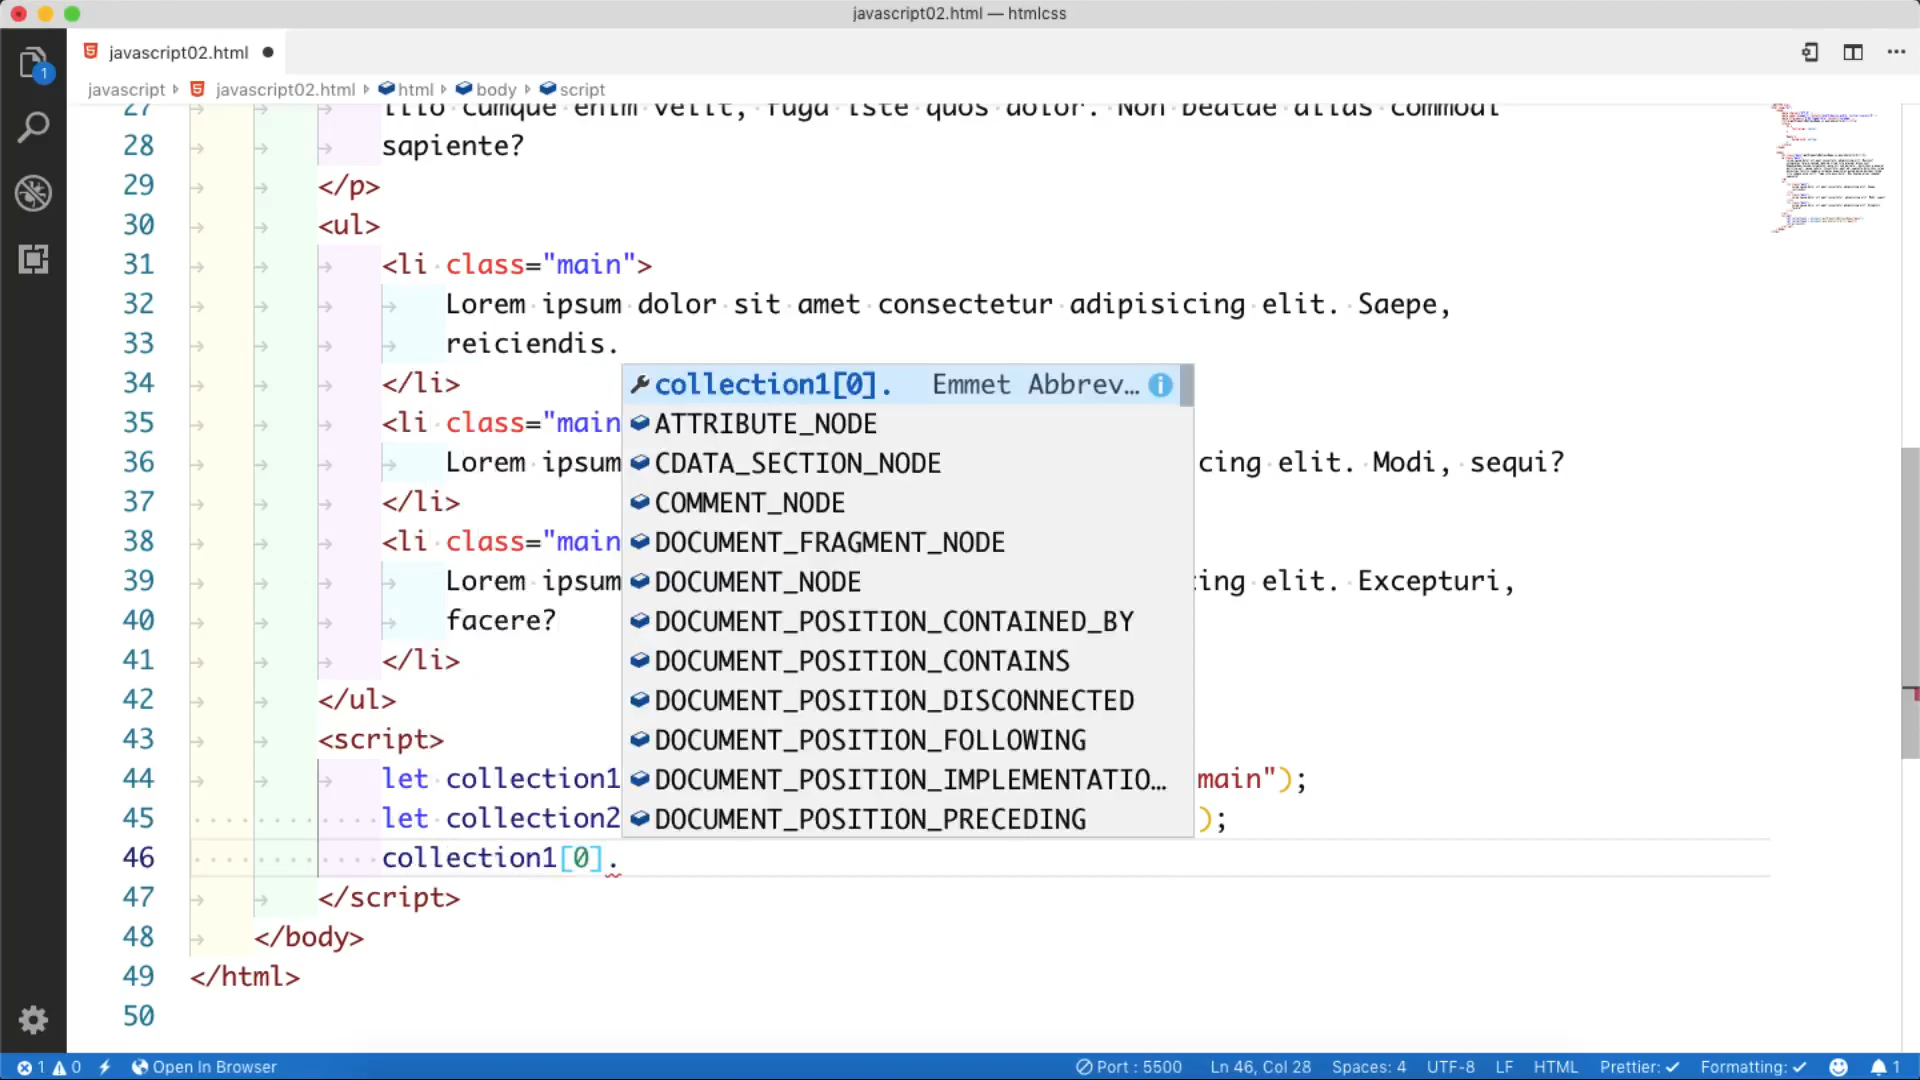 javascript02.html — htmlcss
1
javascript02.html
javascript javascript02.html html body script
27 illo cumque enim velit, fuga iste quos dolor. Non beatae alias commodi
28 sapiente?
29 </p>
30 <ul>
31 <li class="main">
32 Lorem ipsum dolor sit amet consectetur adipisicing elit. Saepe,
33 reiciendis.
34 </li>
35 <li class="main
36 Lorem ipsum cing elit. Modi, sequi?
37 </li>
38 <li class="main
39 Lorem ipsum cing elit. Excepturi,
40 facere?
41 </li>
42 </ul>
43 <script>
44 let collection1 main");
45 let collection2 );
46 collection1[0].
47 </script>
48 </body>
49 </html>
50
collection1[0]. Emmet Abbrev…
ATTRIBUTE_NODE
CDATA_SECTION_NODE
COMMENT_NODE
DOCUMENT_FRAGMENT_NODE
DOCUMENT_NODE
DOCUMENT_POSITION_CONTAINED_BY
DOCUMENT_POSITION_CONTAINS
DOCUMENT_POSITION_DISCONNECTED
DOCUMENT_POSITION_FOLLOWING
DOCUMENT_POSITION_IMPLEMENTATIO…
DOCUMENT_POSITION_PRECEDING
1 0 Open In Browser Port : 5500 Ln 46, Col 28 Spaces: 4 UTF-8 LF HTML Prettier: ✓ Formatting: ✓ 1